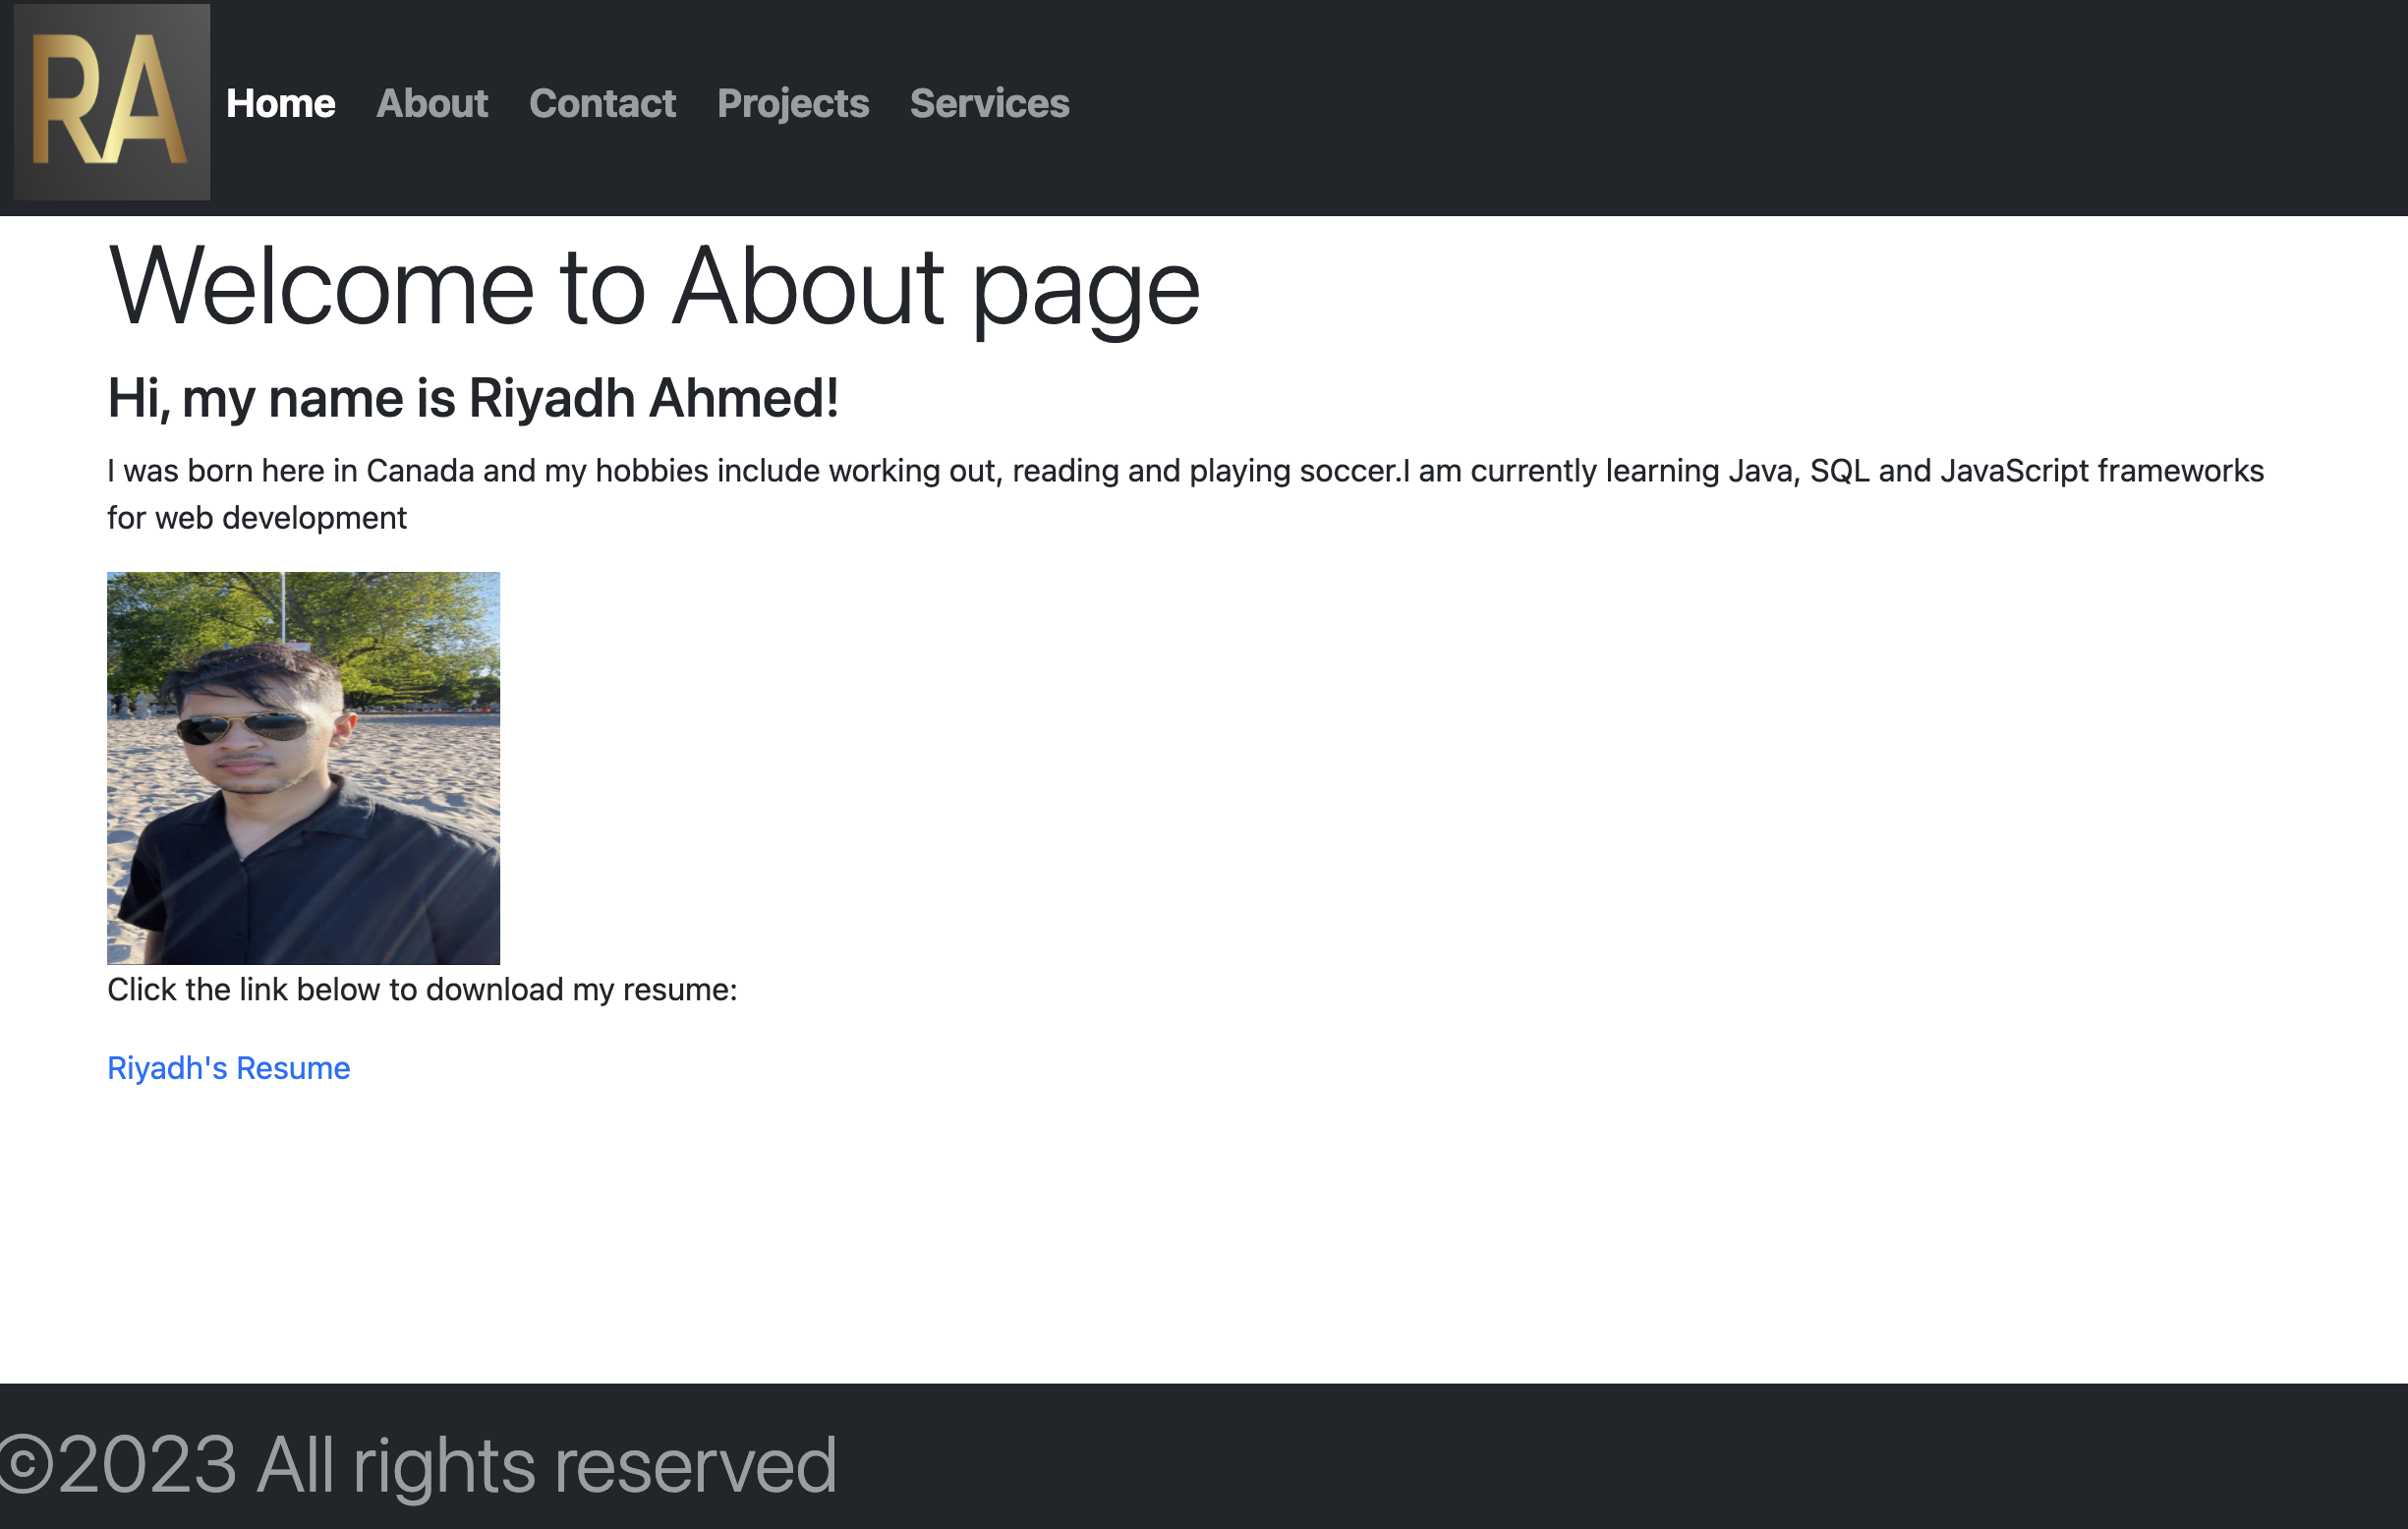 RA
Home About Contact Projects Services
Welcome to About page
Hi, my name is Riyadh Ahmed!
I was born here in Canada and my hobbies include working out, reading and playing soccer.I am currently learning Java, SQL and JavaScript frameworks
for web development
Click the link below to download my resume:
Riyadh's Resume
©2023 All rights reserved